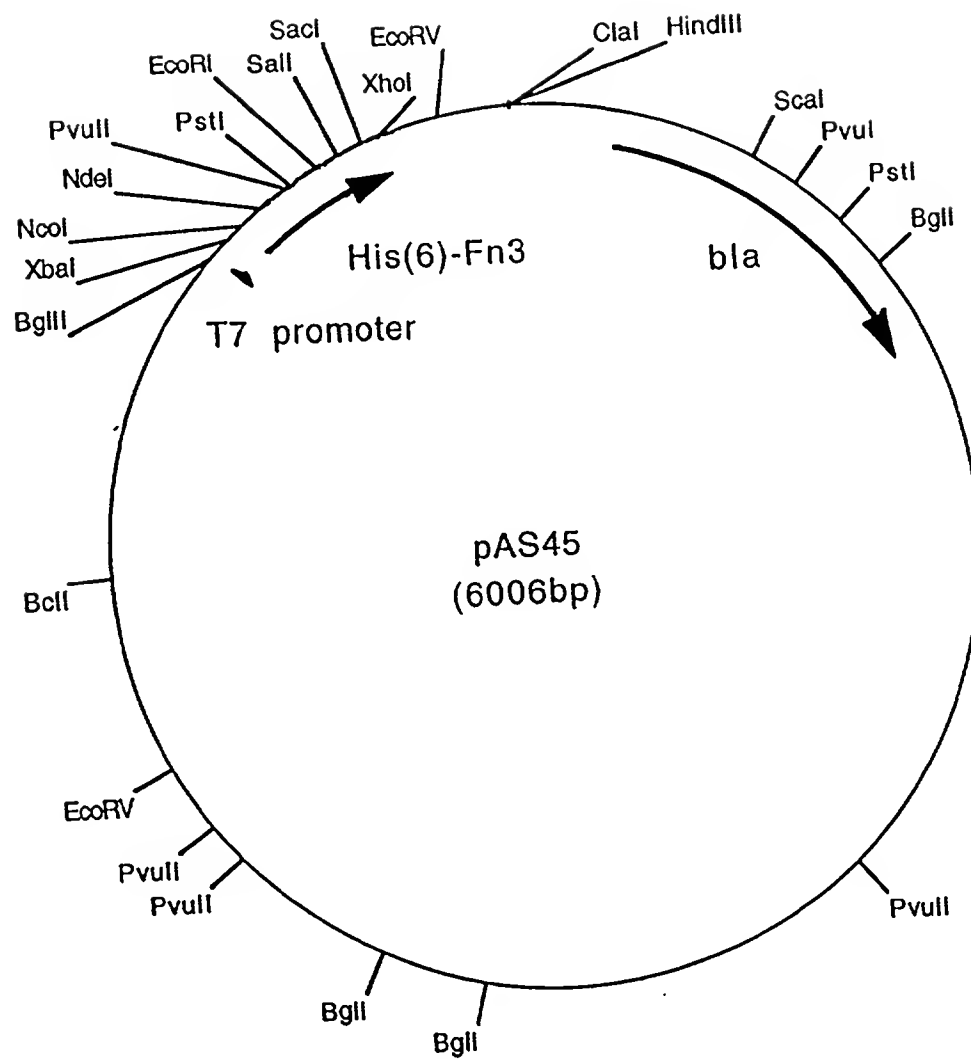 SacI
EcoRV
ClaI
HindIII
EcoRI
SalI
XhoI
ScaI
PvuII
PstI
PvuI
NdeI
PstI
NcoI
BglI
XbaI
His(6)-Fn3
bla
BglII
T7 promoter
pAS45
(6006bp)
BclI
EcoRV
PvuII
PvuII
PvuII
BglI
BglI